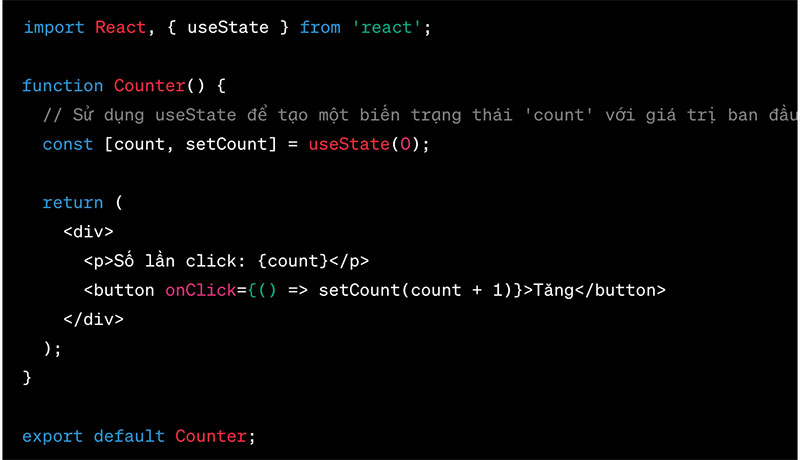 import React, { useState } from 'react';
function Counter() {
// Sử dụng useState để tạo một biến trạng thái 'count' với giá trị ban đầu
const [count, setCount] = useState(0);
return (
<div>
<p>Số lần click: {count}</p>
<button onClick={() => setCount(count + 1)}>Tăng</button>
</div>
);
}
export default Counter;